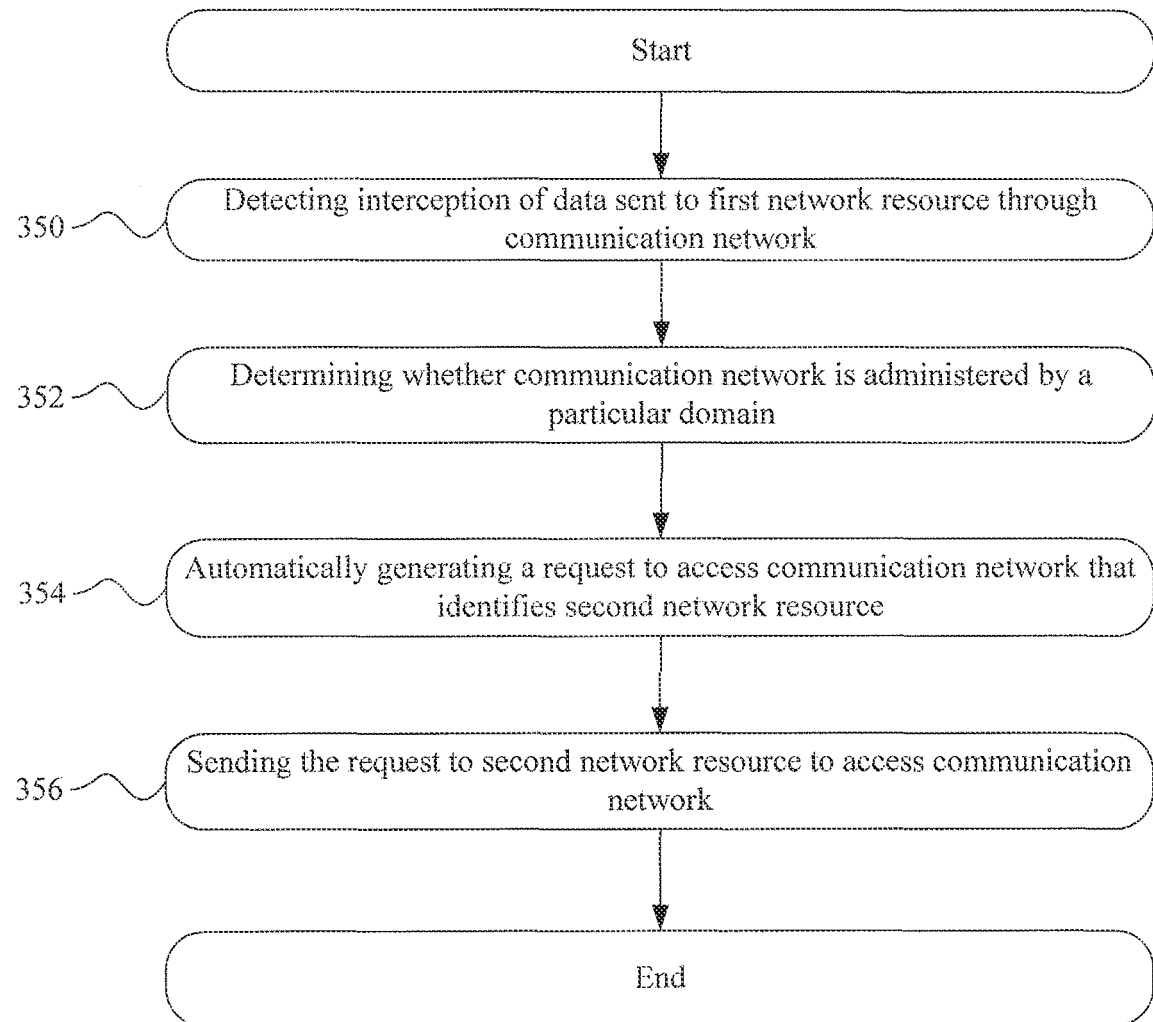 Start
350
Detecting interception of data sent to first network resource through
communication network
352
Determining whether communication network is administered by a
particular domain
354
Automatically generating a request to access communication network that
identifies second network resource
356
Sending the request to second network resource to access communication
network
End